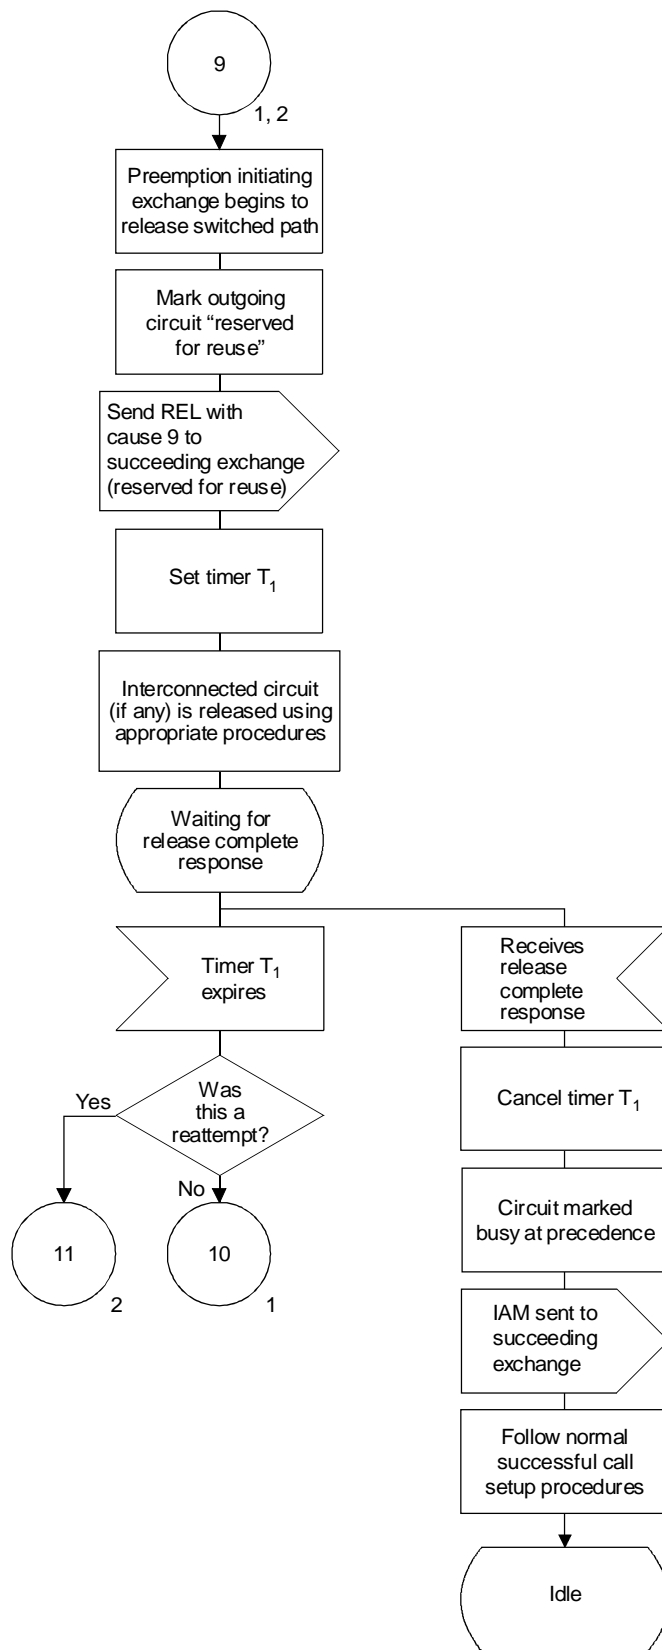 9
1, 2
Preemption initiating
exchange begins to
release switched path
Mark outgoing
circuit “reserved
for reuse”
Send REL with
cause 9 to
succeeding exchange
(reserved for reuse)
Set timer T1
Interconnected circuit
(if any) is released using
appropriate procedures
Waiting for
release complete
response
Timer T1
expires
Was
this a
reattempt?
Yes
No
11
2
10
1
Receives
release
complete
response
Cancel timer T1
Circuit marked
busy at precedence
IAM sent to
succeeding
exchange
Follow normal
successful call
setup procedures
Idle